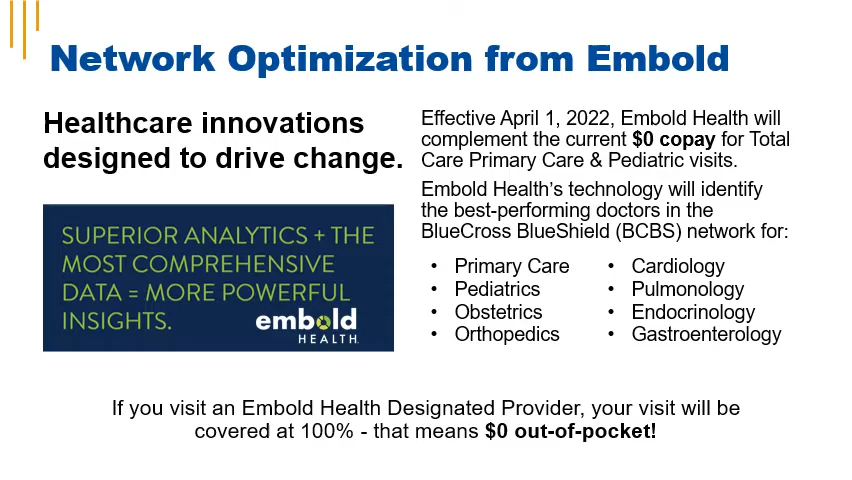 Network Optimization from Embold
Healthcare innovations
designed to drive change.
SUPERIOR ANALYTICS + THE
MOST COMPREHENSIVE
DATA = MORE POWERFUL
INSIGHTS.
embold
HEALTH
Effective April 1, 2022, Embold Health will
complement the current $0 copay for Total
Care Primary Care & Pediatric visits.
Embold Health's technology will identify
the best-performing doctors in the
BlueCross BlueShield (BCBS) network for:
• Primary Care
• Pediatrics
• Obstetrics
• Orthopedics
• Cardiology
• Pulmonology
• Endocrinology
• Gastroenterology
If you visit an Embold Health Designated Provider, your visit will be
covered at 100% - that means $0 out-of-pocket!